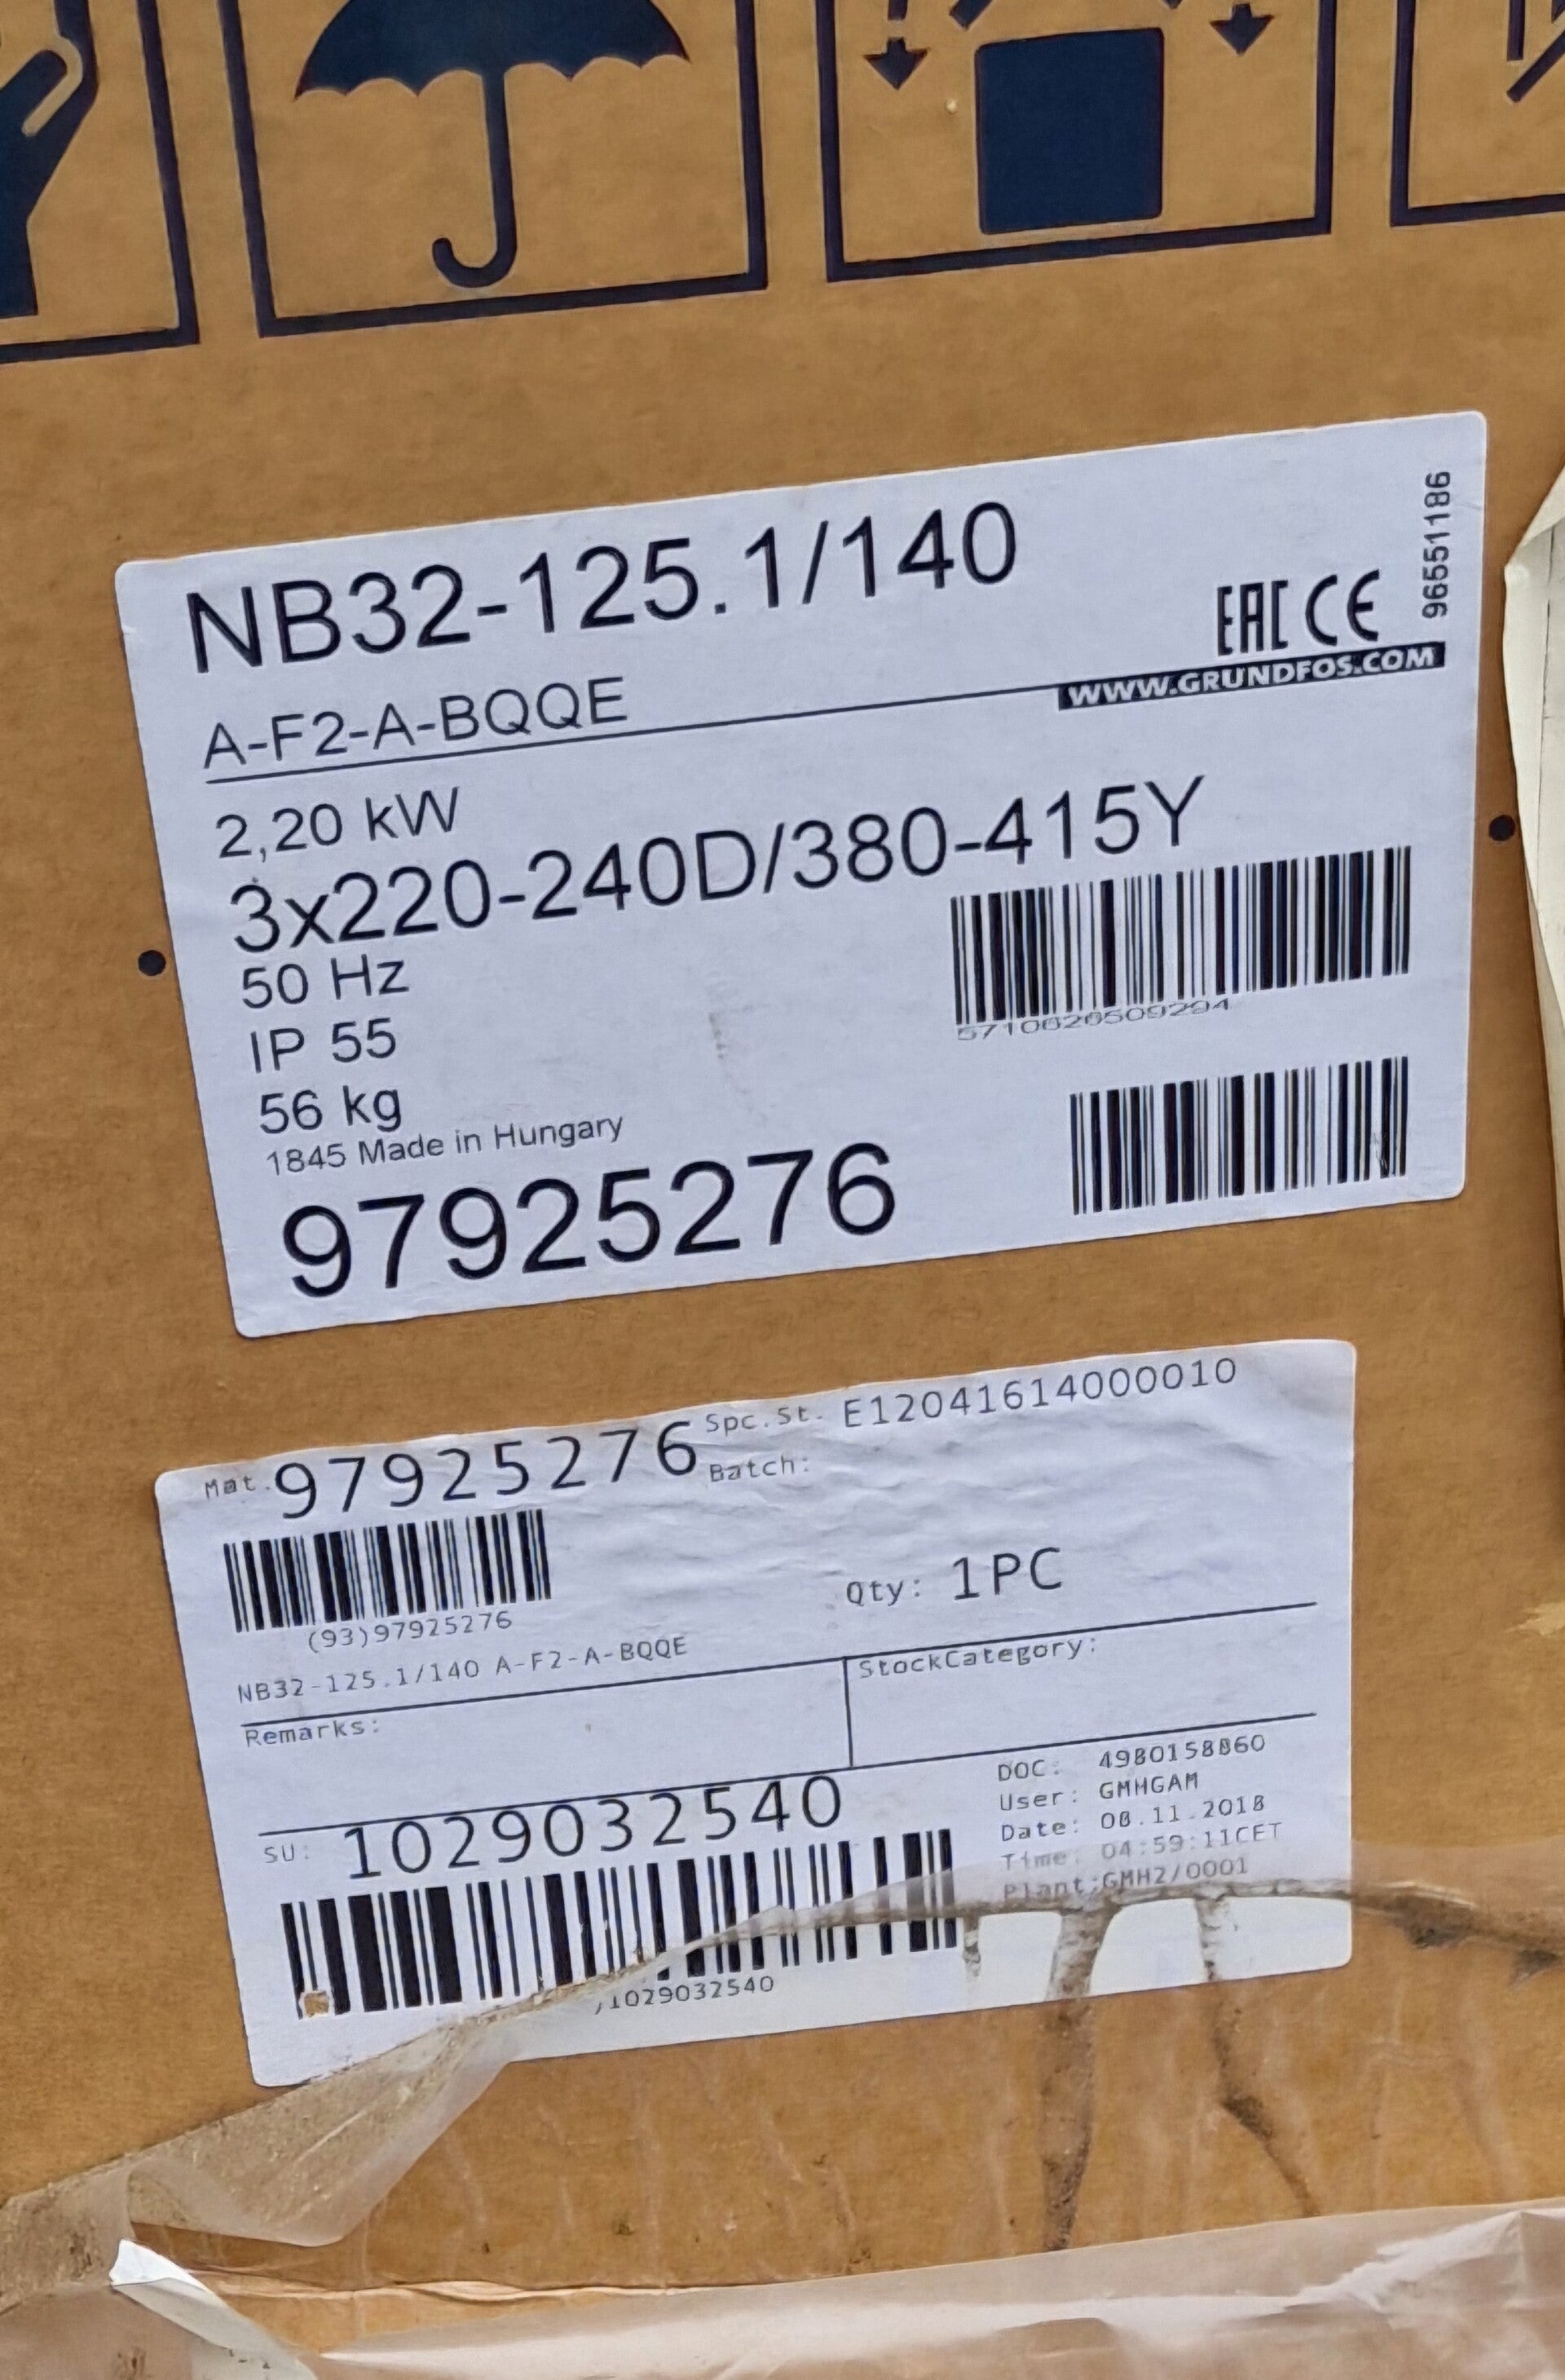 NB32-125.1/140
EAC CE
96551186
A-F2-A-BQQE
WWW.GRUNDFOS.COM
2,20 kW
3x220-240D/380-415Y
50 Hz
IP 55
5710626509294
56 kg
1845 Made in Hungary
97925276
Mat. 97925276 Spc.St. E12041614000010
Batch:
(93)97925276
Qty: 1PC
NB32-125.1/140 A-F2-A-BQQE
Remarks:
StockCategory:
SU: 1029032540
DOC: 4980158860
User: GMHGAM
Date: 08.11.2018
Time: 04:59:11CET
Plant:GMH2/0001
)1029032540